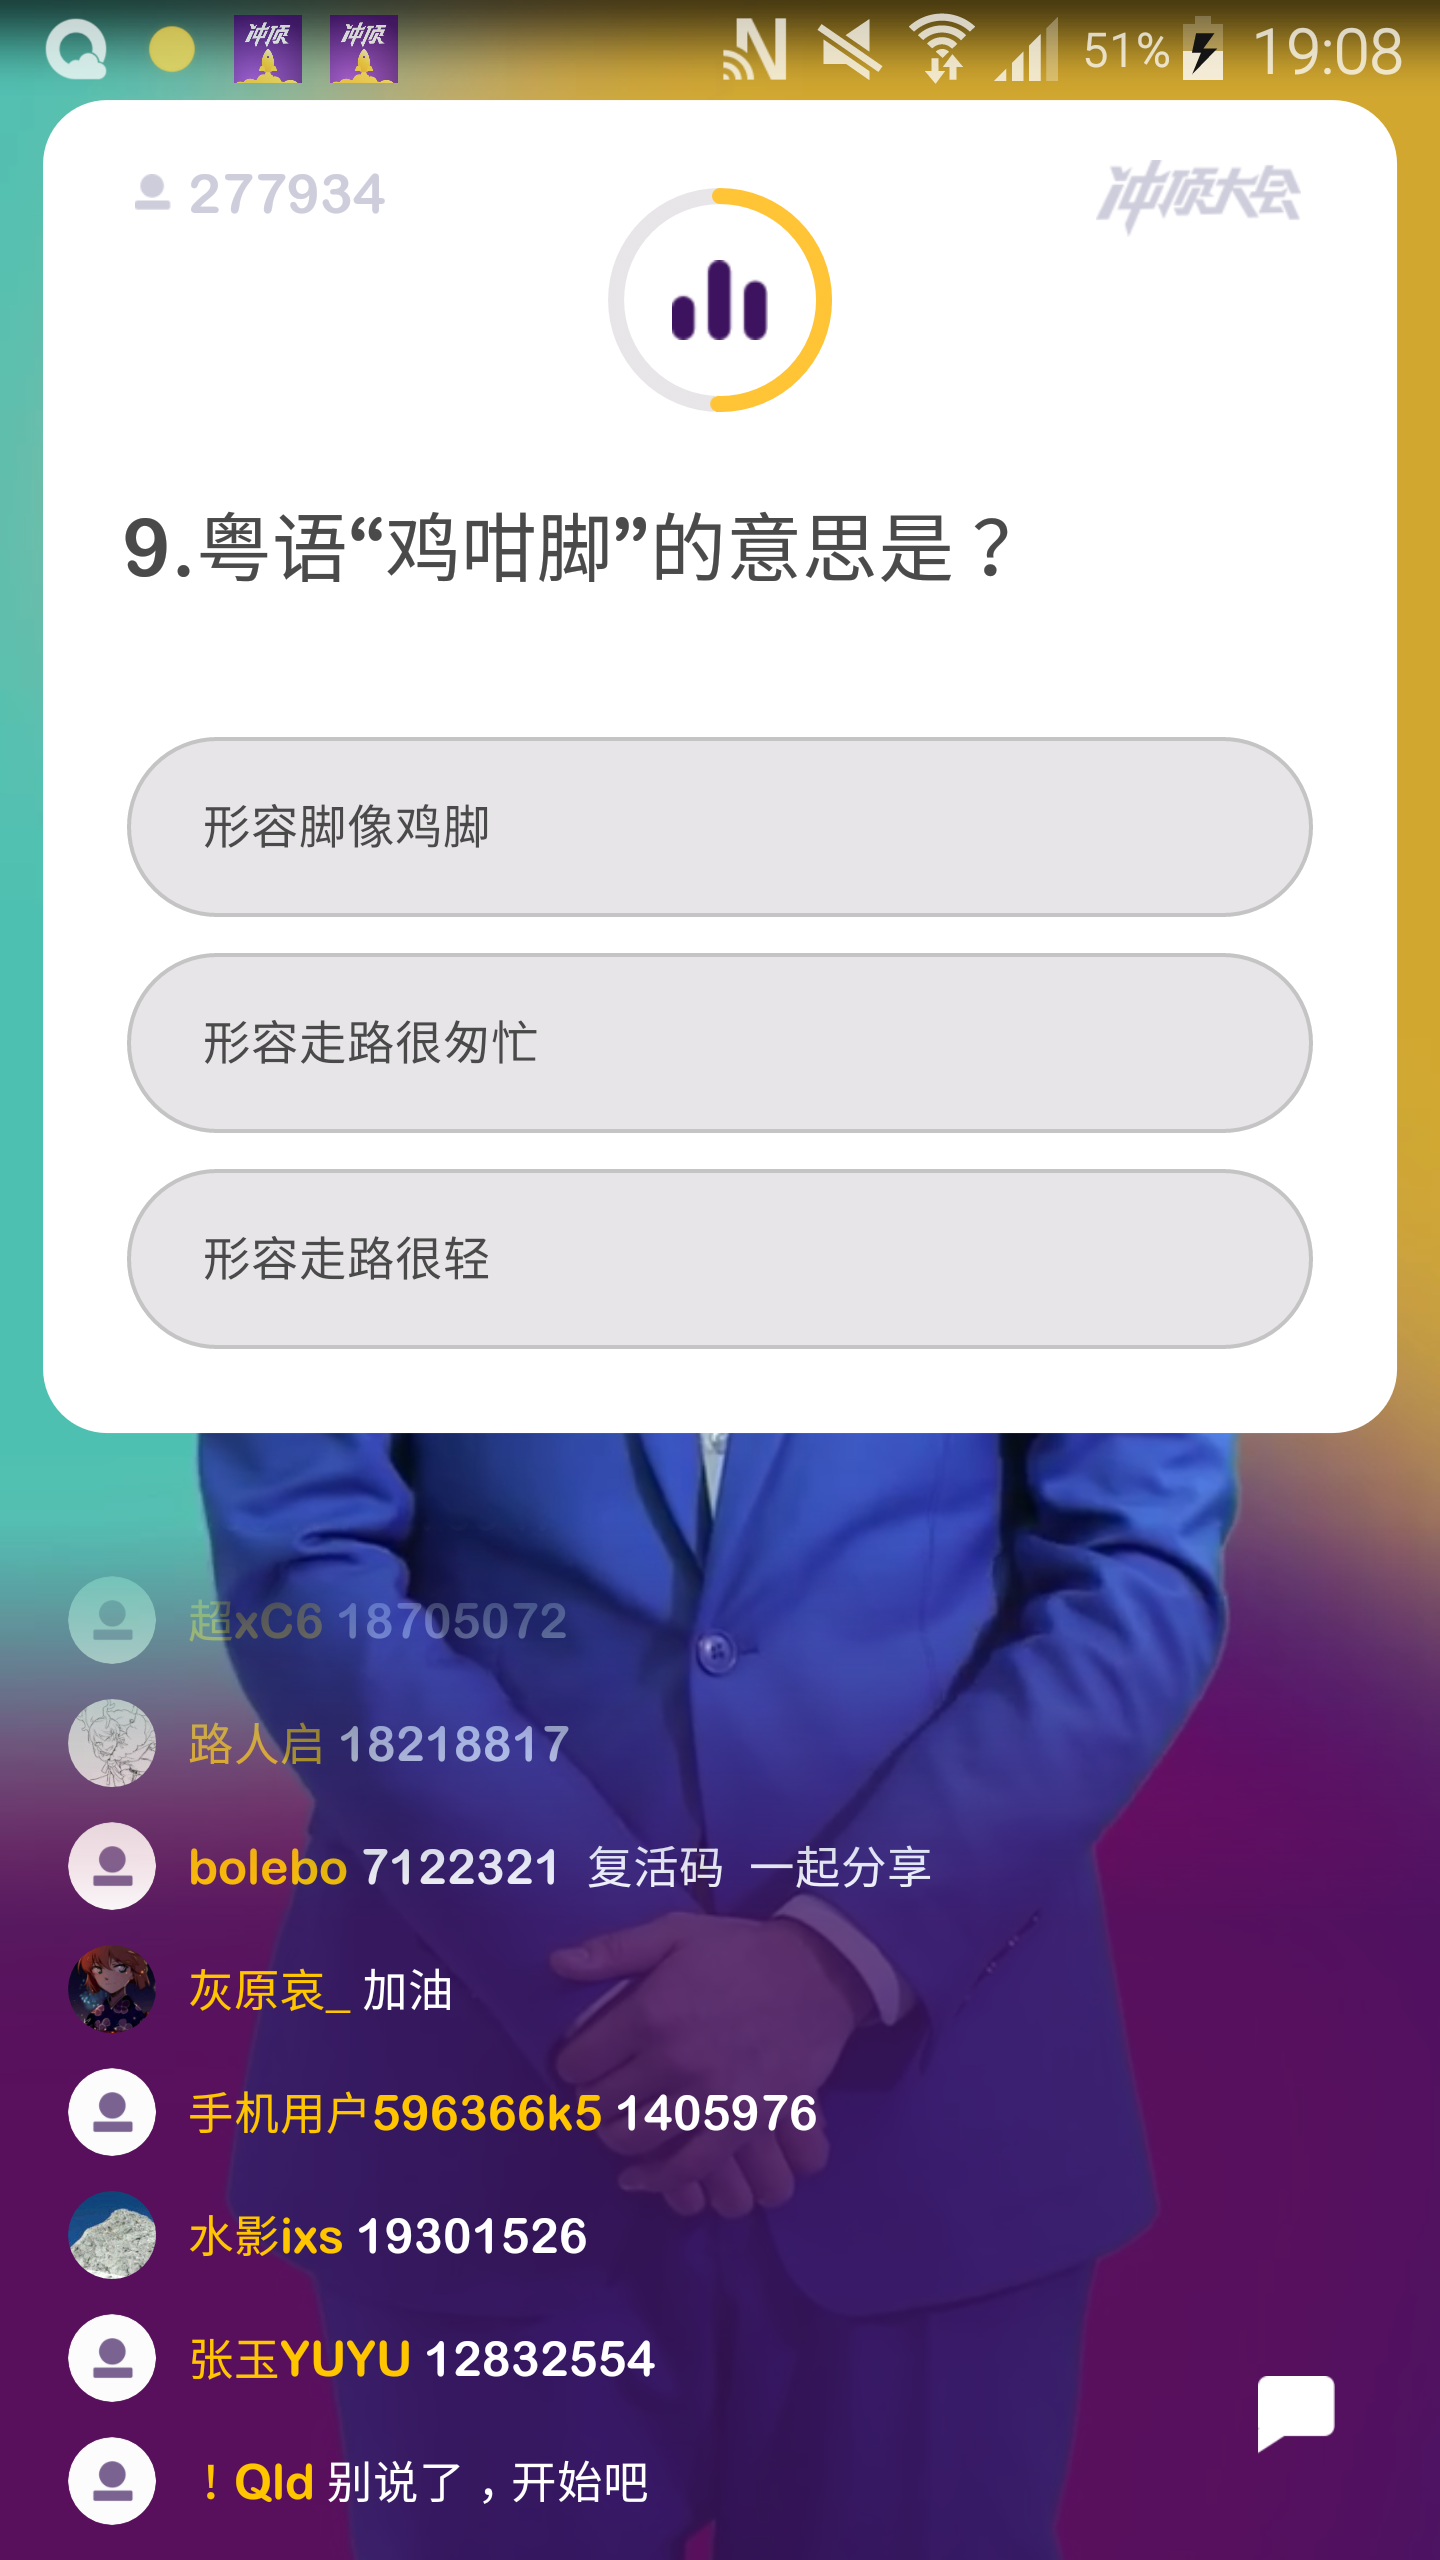 冲顶
冲顶
51%
19:08
277934
冲顶大会
9.粤语“鸡咁脚”的意思是？
形容脚像鸡脚
形容走路很匆忙
形容走路很轻
超xC6 18705072
路人启 18218817
bolebo 7122321 复活码 一起分享
灰原哀_ 加油
手机用户596366k5 1405976
水影ixs 19301526
张玉YUYU 12832554
！Qld 别说了，开始吧